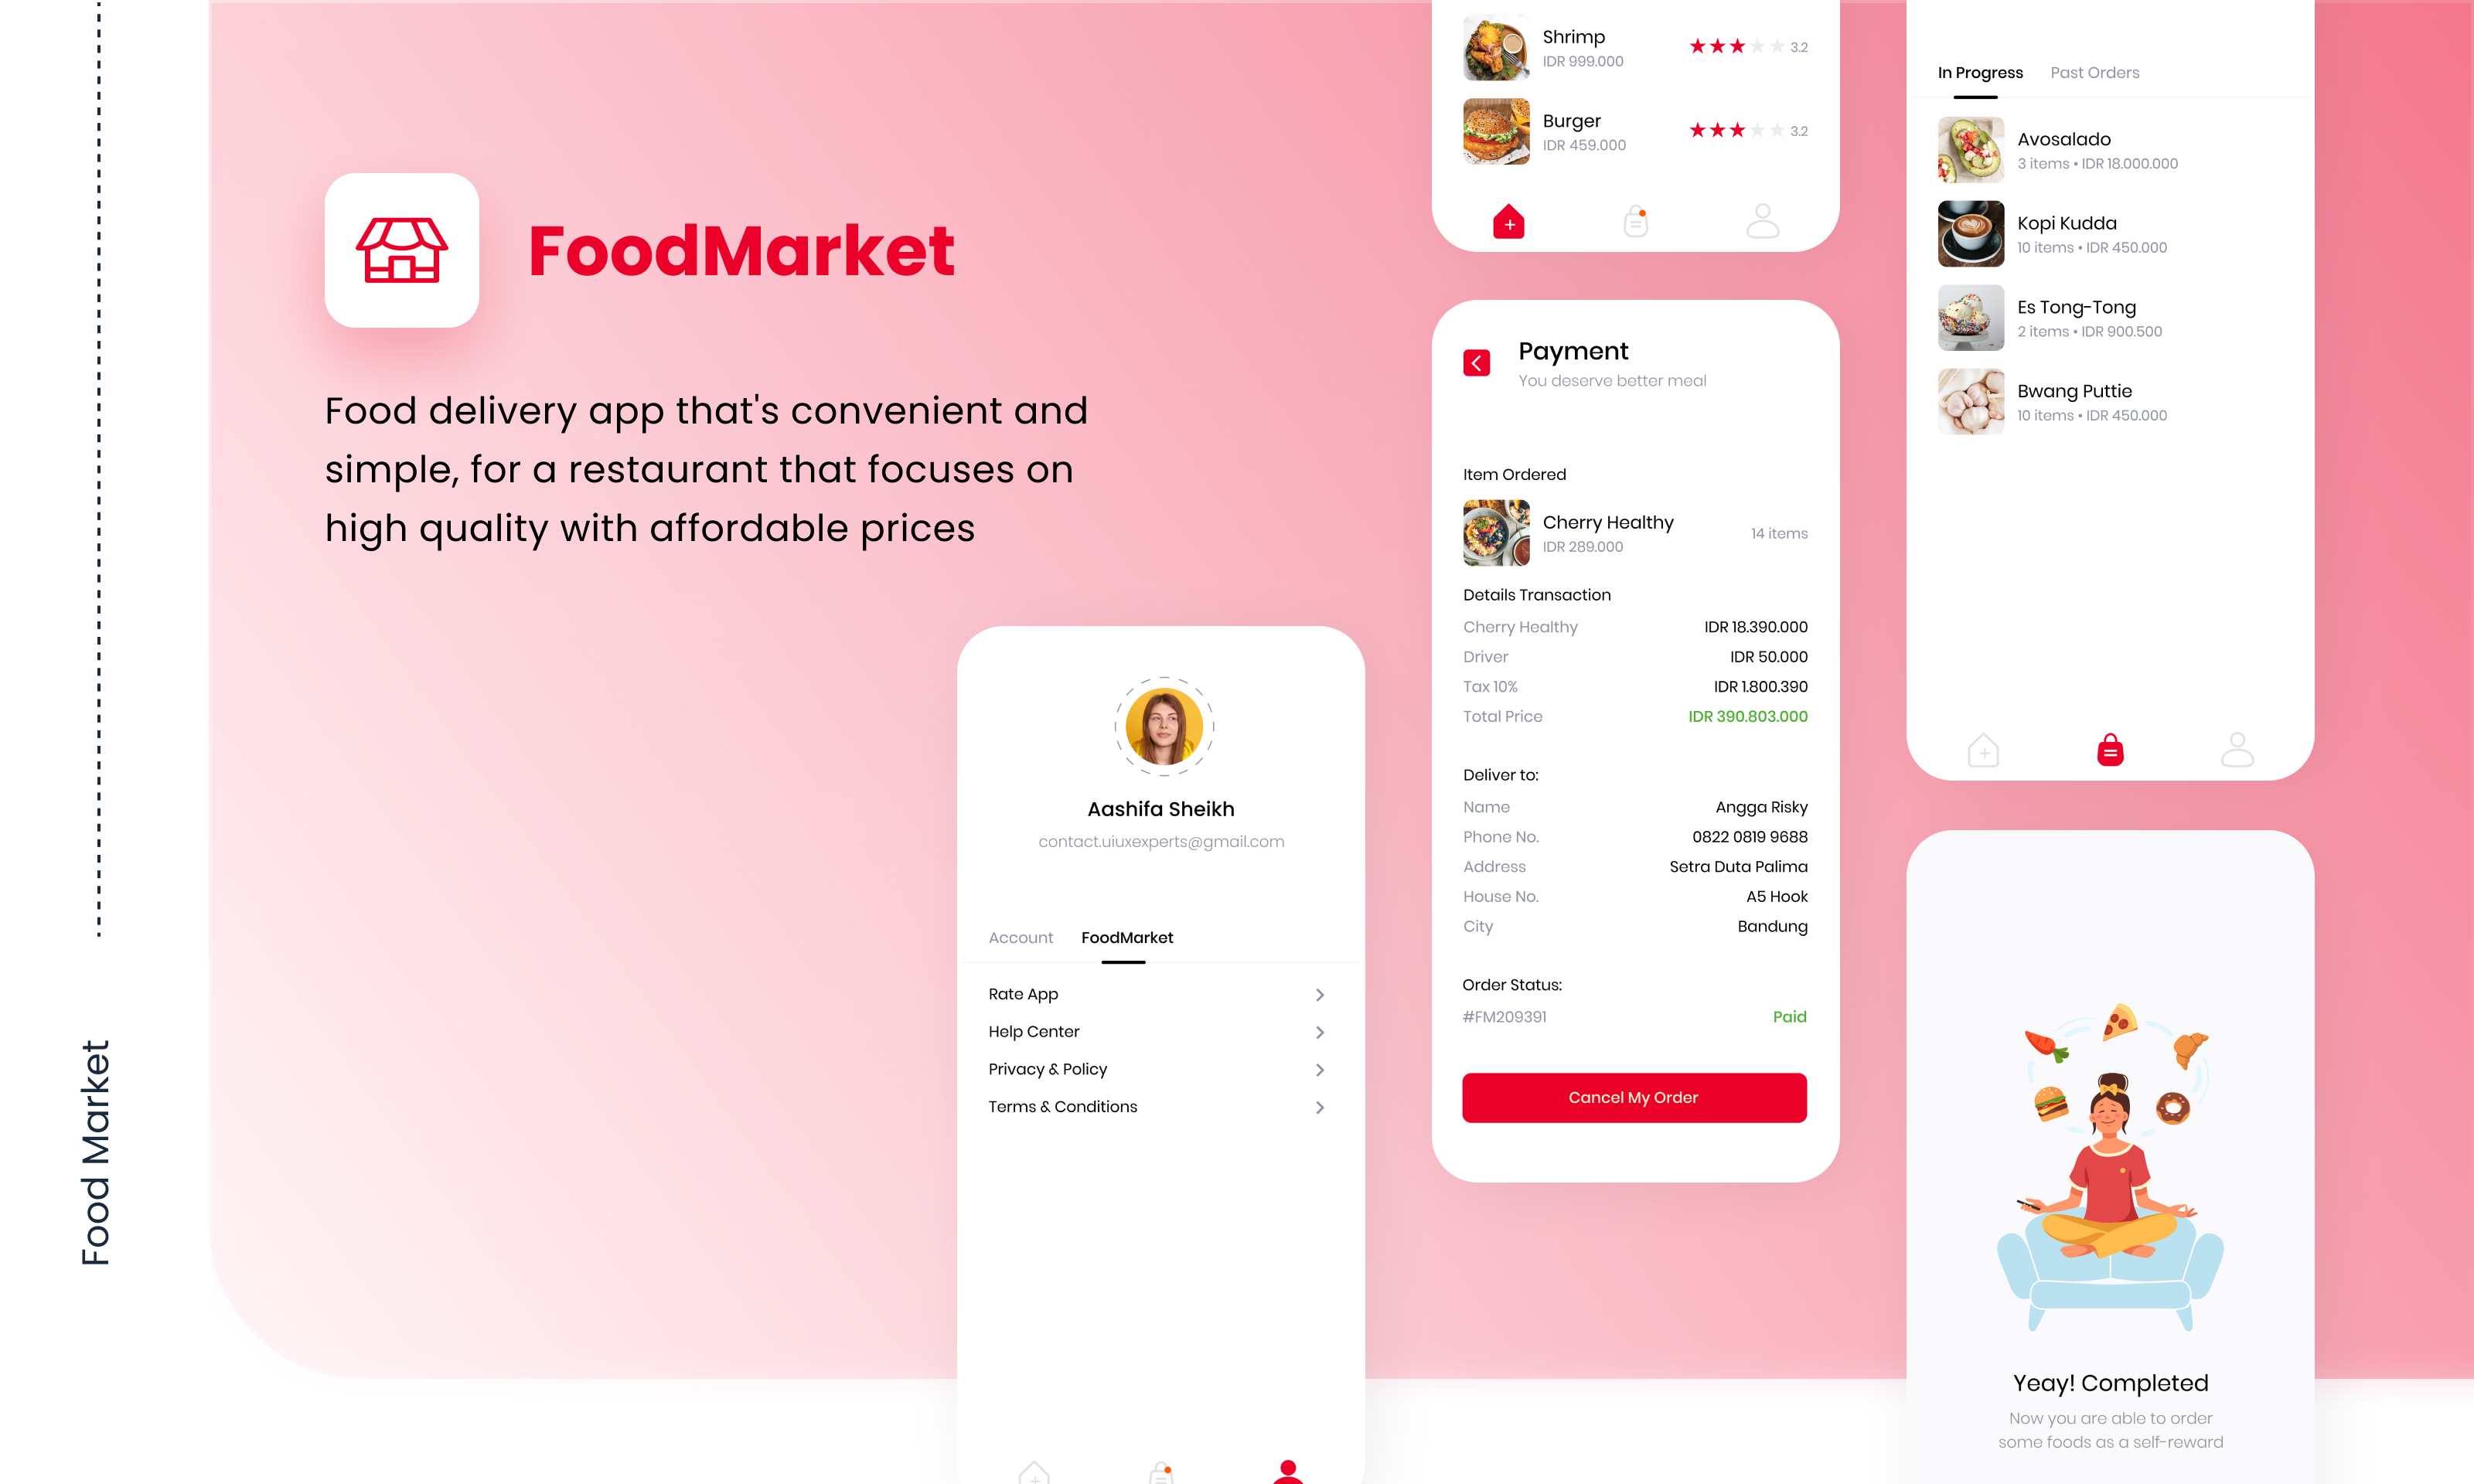 Food Market
FoodMarket
Food delivery app that's convenient and
simple, for a restaurant that focuses on
high quality with affordable prices
Aashifa Sheikh
contact.uiuxexperts@gmail.com
Account FoodMarket
Rate App
Help Center
Privacy & Policy
Terms & Conditions
Shrimp
IDR 999.000
3.2
Burger
IDR 459.000
3.2
Payment
You deserve better meal
Item Ordered
Cherry Healthy
IDR 289.000
14 items
Details Transaction
Cherry Healthy IDR 18.390.000
Driver IDR 50.000
Tax 10% IDR 1.800.390
Total Price IDR 390.803.000
Deliver to:
Name Angga Risky
Phone No. 0822 0819 9688
Address Setra Duta Palima
House No. A5 Hook
City Bandung
Order Status:
#FM209391 Paid
Cancel My Order
In Progress Past Orders
Avosalado
3 items • IDR 18.000.000
Kopi Kudda
10 items • IDR 450.000
Es Tong-Tong
2 items • IDR 900.500
Bwang Puttie
10 items • IDR 450.000
Yeay! Completed
Now you are able to order
some foods as a self-reward